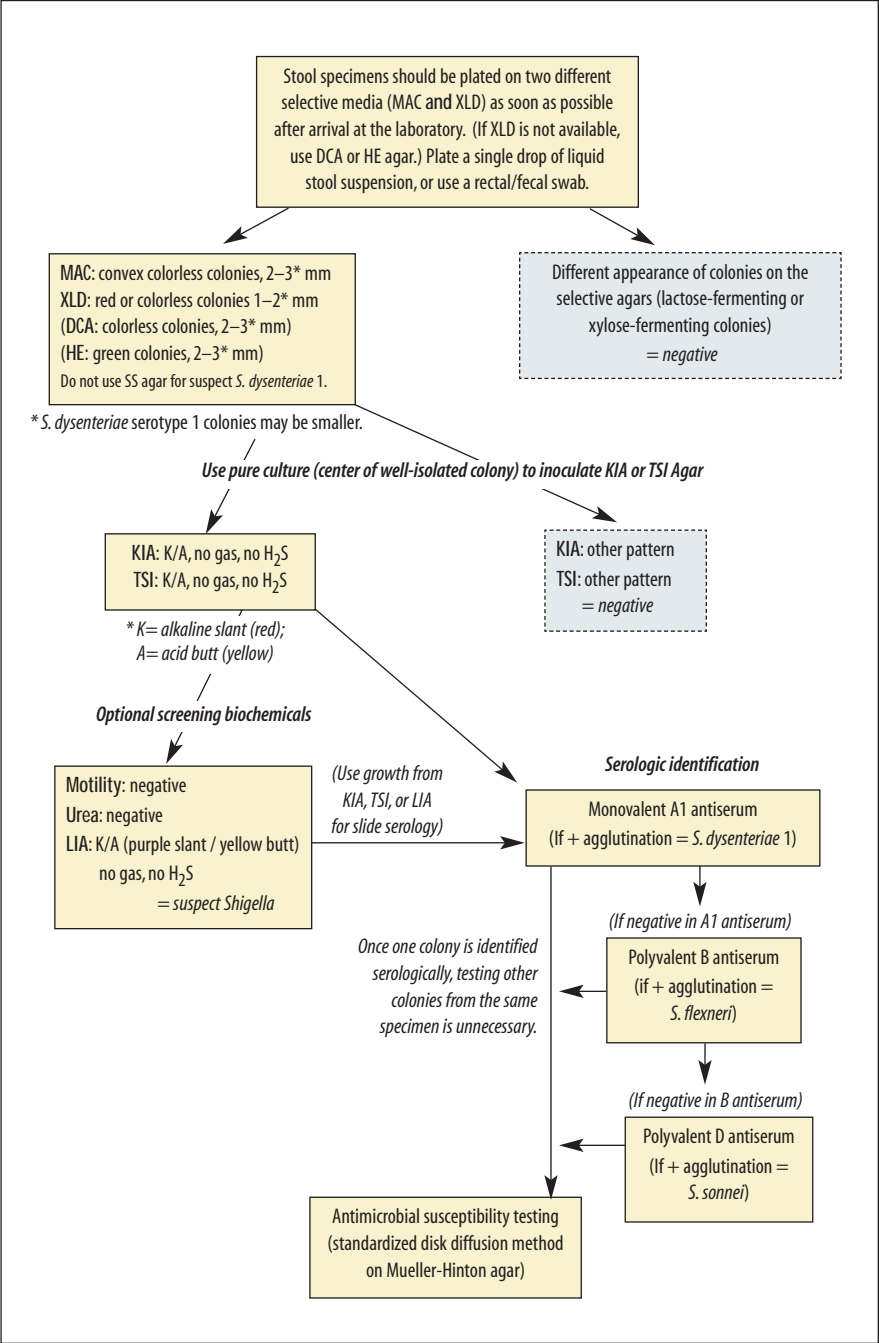 Stool specimens should be plated on two different
selective media (MAC and XLD) as soon as possible
after arrival at the laboratory. (If XLD is not available,
use DCA or HE agar.) Plate a single drop of liquid
stool suspension, or use a rectal/fecal swab.
MAC: convex colorless colonies, 2–3* mm
XLD: red or colorless colonies 1–2* mm
(DCA: colorless colonies, 2–3* mm)
(HE: green colonies, 2–3* mm)
Do not use SS agar for suspect S. dysenteriae 1.
Different appearance of colonies on the
selective agars (lactose-fermenting or
xylose-fermenting colonies)
= negative
* S. dysenteriae serotype 1 colonies may be smaller.
Use pure culture (center of well-isolated colony) to inoculate KIA or TSI Agar
KIA: K/A, no gas, no H2S
TSI: K/A, no gas, no H2S
KIA: other pattern
TSI: other pattern
= negative
* K= alkaline slant (red);
A= acid butt (yellow)
Optional screening biochemicals
Motility: negative
Urea: negative
LIA: K/A (purple slant / yellow butt)
no gas, no H2S
= suspect Shigella
(Use growth from
KIA, TSI, or LIA
for slide serology)
Serologic identification
Monovalent A1 antiserum
(If + agglutination = S. dysenteriae 1)
(If negative in A1 antiserum)
Once one colony is identified
serologically, testing other
colonies from the same
specimen is unnecessary.
Polyvalent B antiserum
(if + agglutination =
S. flexneri)
(If negative in B antiserum)
Polyvalent D antiserum
(If + agglutination =
S. sonnei)
Antimicrobial susceptibility testing
(standardized disk diffusion method
on Mueller-Hinton agar)